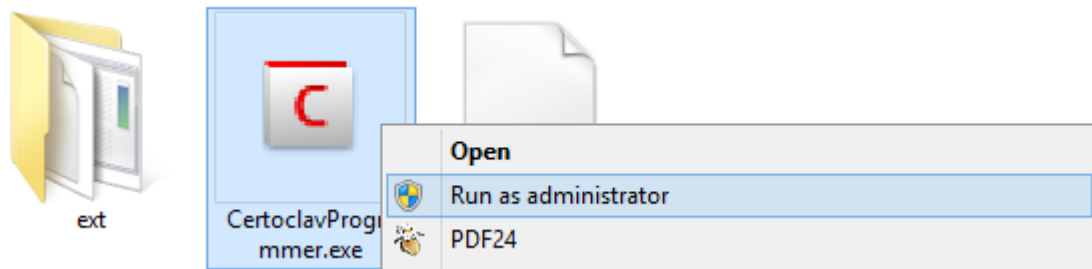 C
Open
Run as administrator
PDF24
ext
CertoclavProgr
mmer.exe